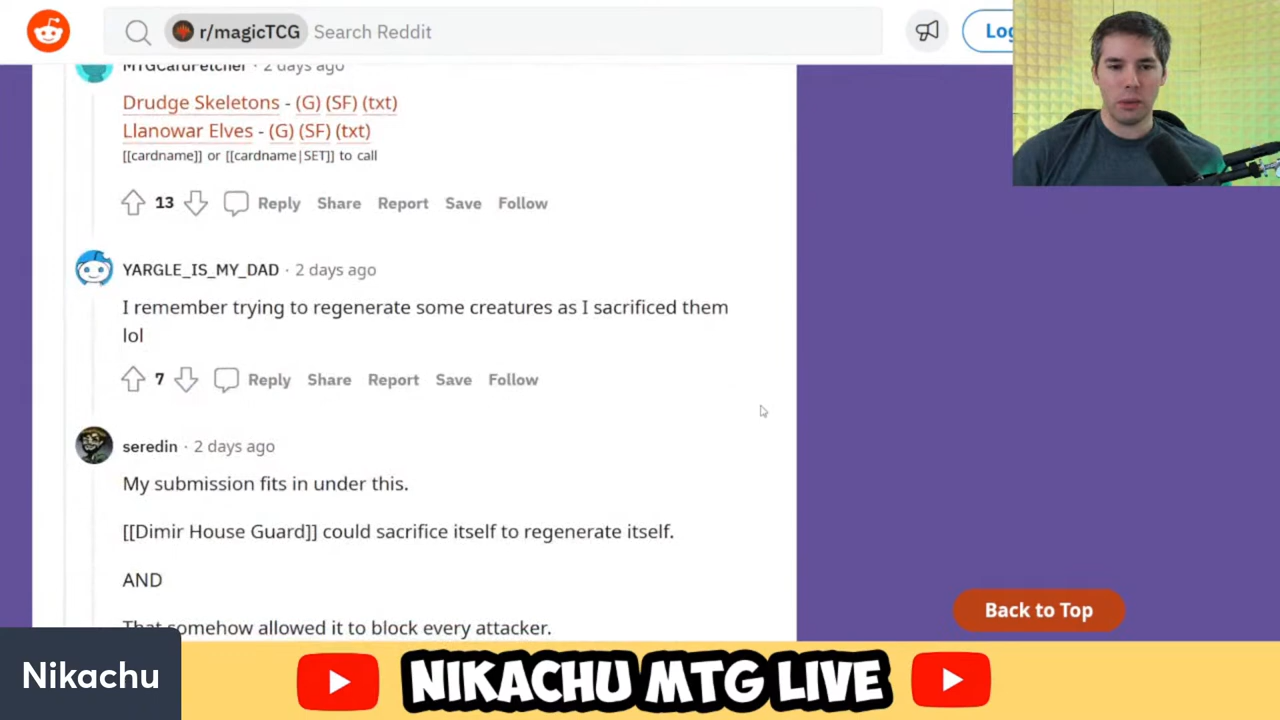 r/magicTCG Search Reddit
MTGCardFetcher · 2 days ago
Drudge Skeletons - (G) (SF) (txt)
Llanowar Elves - (G) (SF) (txt)
[[cardname]] or [[cardname|SET]] to call
13 Reply Share Report Save Follow
YARGLE_IS_MY_DAD · 2 days ago
I remember trying to regenerate some creatures as I sacrificed them
lol
7 Reply Share Report Save Follow
seredin · 2 days ago
My submission fits in under this.
[[Dimir House Guard]] could sacrifice itself to regenerate itself.
AND
That somehow allowed it to block every attacker.
Back to Top
Nikachu
NIKACHU MTG LIVE